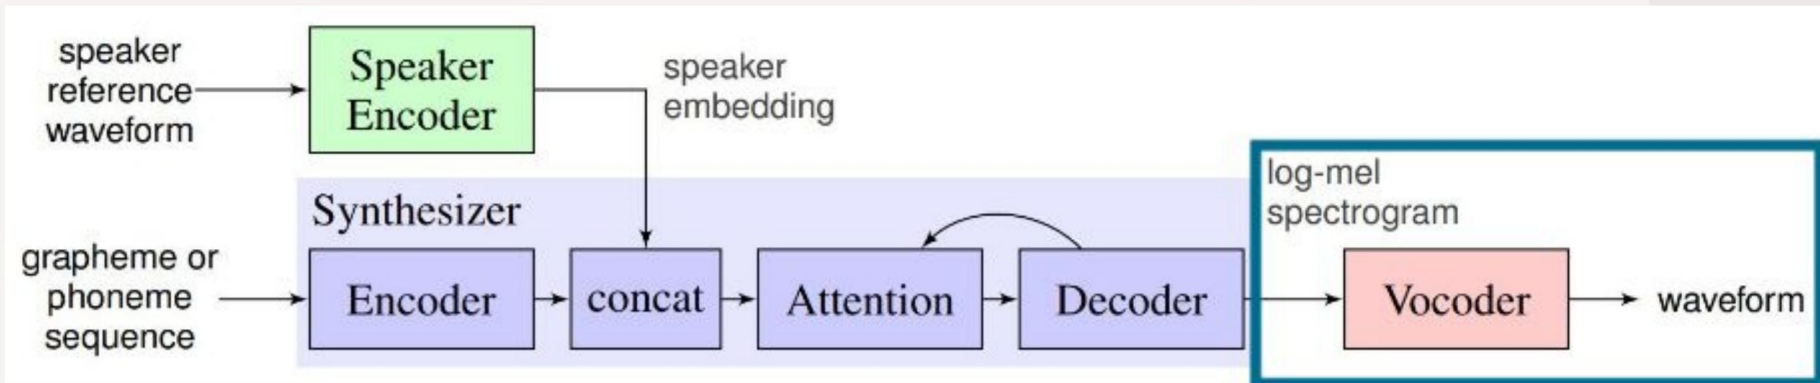 speaker
reference
waveform
Speaker
Encoder
speaker
embedding
log-mel
spectrogram
Synthesizer
grapheme or
phoneme
sequence
Encoder
concat
Attention
Decoder
Vocoder
waveform